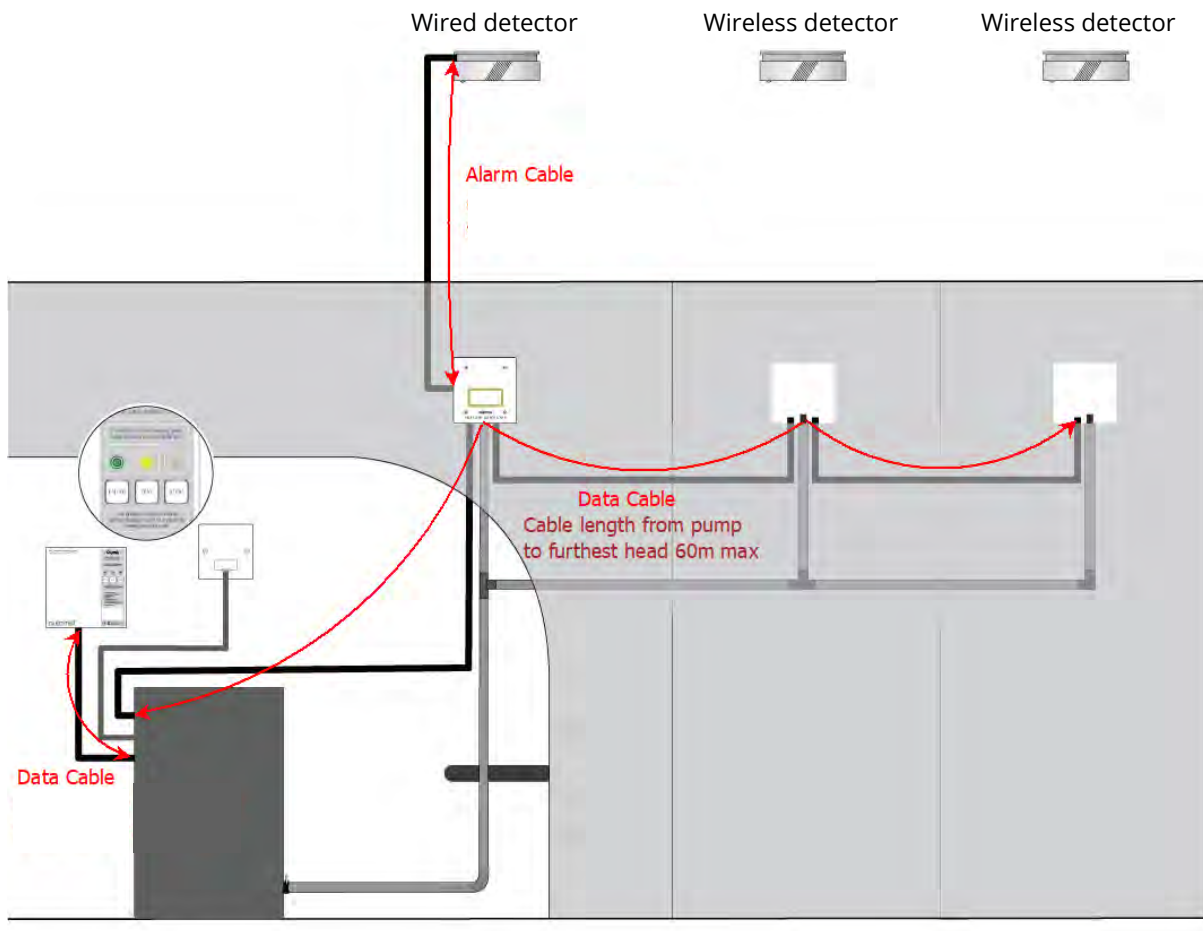 Wired detector
Wireless detector
Wireless detector
Alarm Cable
Data Cable
Cable length from pump
to furthest head 60m max
Data Cable